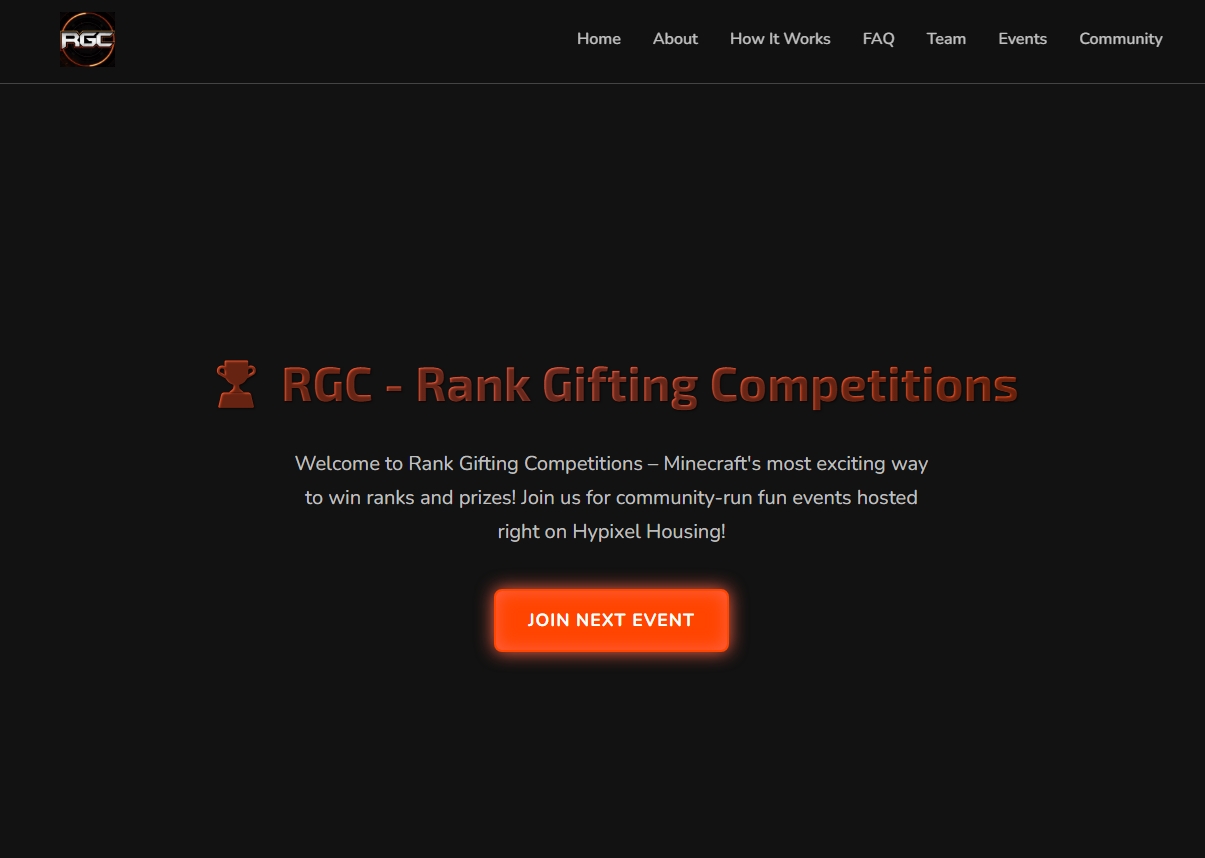 RGC
Home
About
How It Works
FAQ
Team
Events
Community
RGC - Rank Gifting Competitions
Welcome to Rank Gifting Competitions – Minecraft's most exciting way
to win ranks and prizes! Join us for community-run fun events hosted
right on Hypixel Housing!
JOIN NEXT EVENT